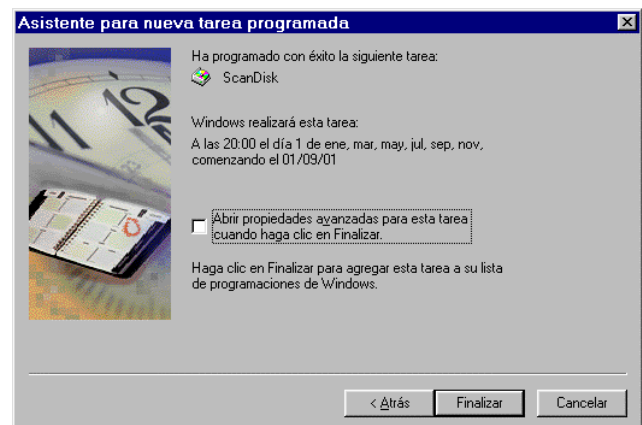 Asistente para nueva tarea programada
Ha programado con éxito la siguiente tarea:
ScanDisk
Windows realizará esta tarea:
A las 20:00 el día 1 de ene, mar, may, jul, sep, nov,
comenzando el 01/09/01
Abrir propiedades avanzadas para esta tarea
cuando haga clic en Finalizar.
Haga clic en Finalizar para agregar esta tarea a su lista
de programaciones de Windows.
< Atrás Finalizar Cancelar
11 12